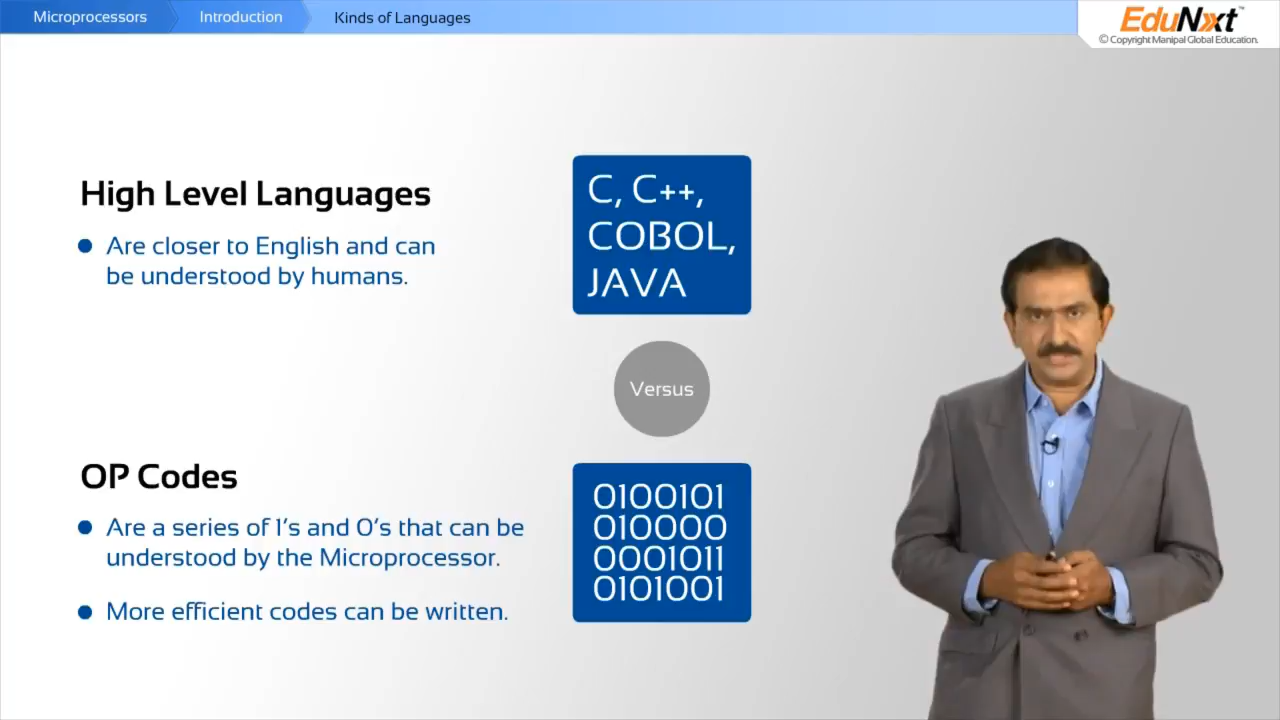 Microprocessors
Introduction
Kinds of Languages
EduNxt™
© Copyright Manipal Global Education.
High Level Languages
Are closer to English and can
be understood by humans.
C, C++,
COBOL,
JAVA
Versus
OP Codes
Are a series of 1's and 0's that can be
understood by the Microprocessor.
More efficient codes can be written.
0100101
010000
0001011
0101001